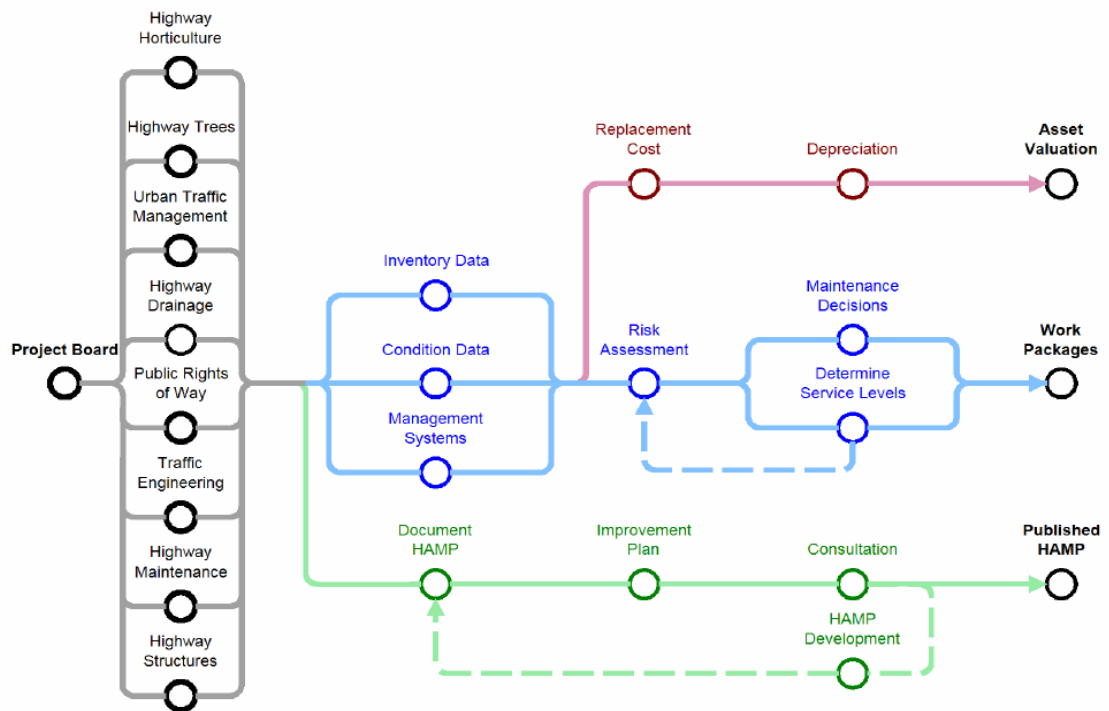 Highway
Horticulture
Highway Trees
Urban Traffic
Management
Highway
Drainage
Project Board
Public Rights
of Way
Traffic
Engineering
Highway
Maintenance
Highway
Structures
Inventory Data
Condition Data
Management
Systems
Replacement
Cost
Depreciation
Asset
Valuation
Risk
Assessment
Maintenance
Decisions
Determine
Service Levels
Work
Packages
Document
HAMP
Improvement
Plan
Consultation
HAMP
Development
Published
HAMP